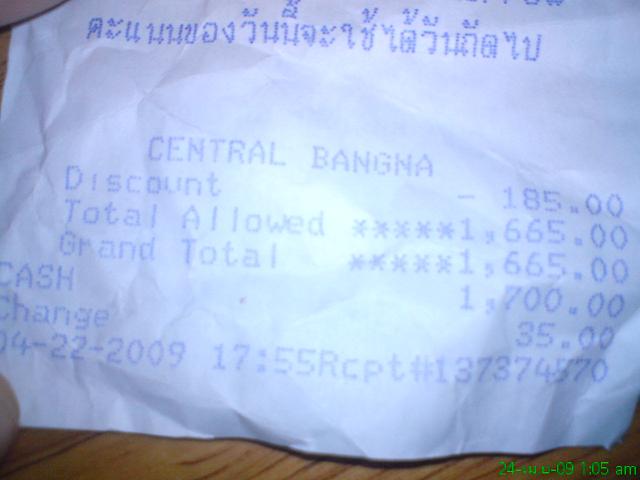 คะแนนของวันนี้จะใช้ได้วันถัดไป
CENTRAL BANGNA
Discount - 185.00
Total Allowed *****1,665.00
Grand Total *****1,665.00
CASH 1,700.00
Change 35.00
04-22-2009 17:55Rcpt#137374570
24-เม.ย-09 1:05 am